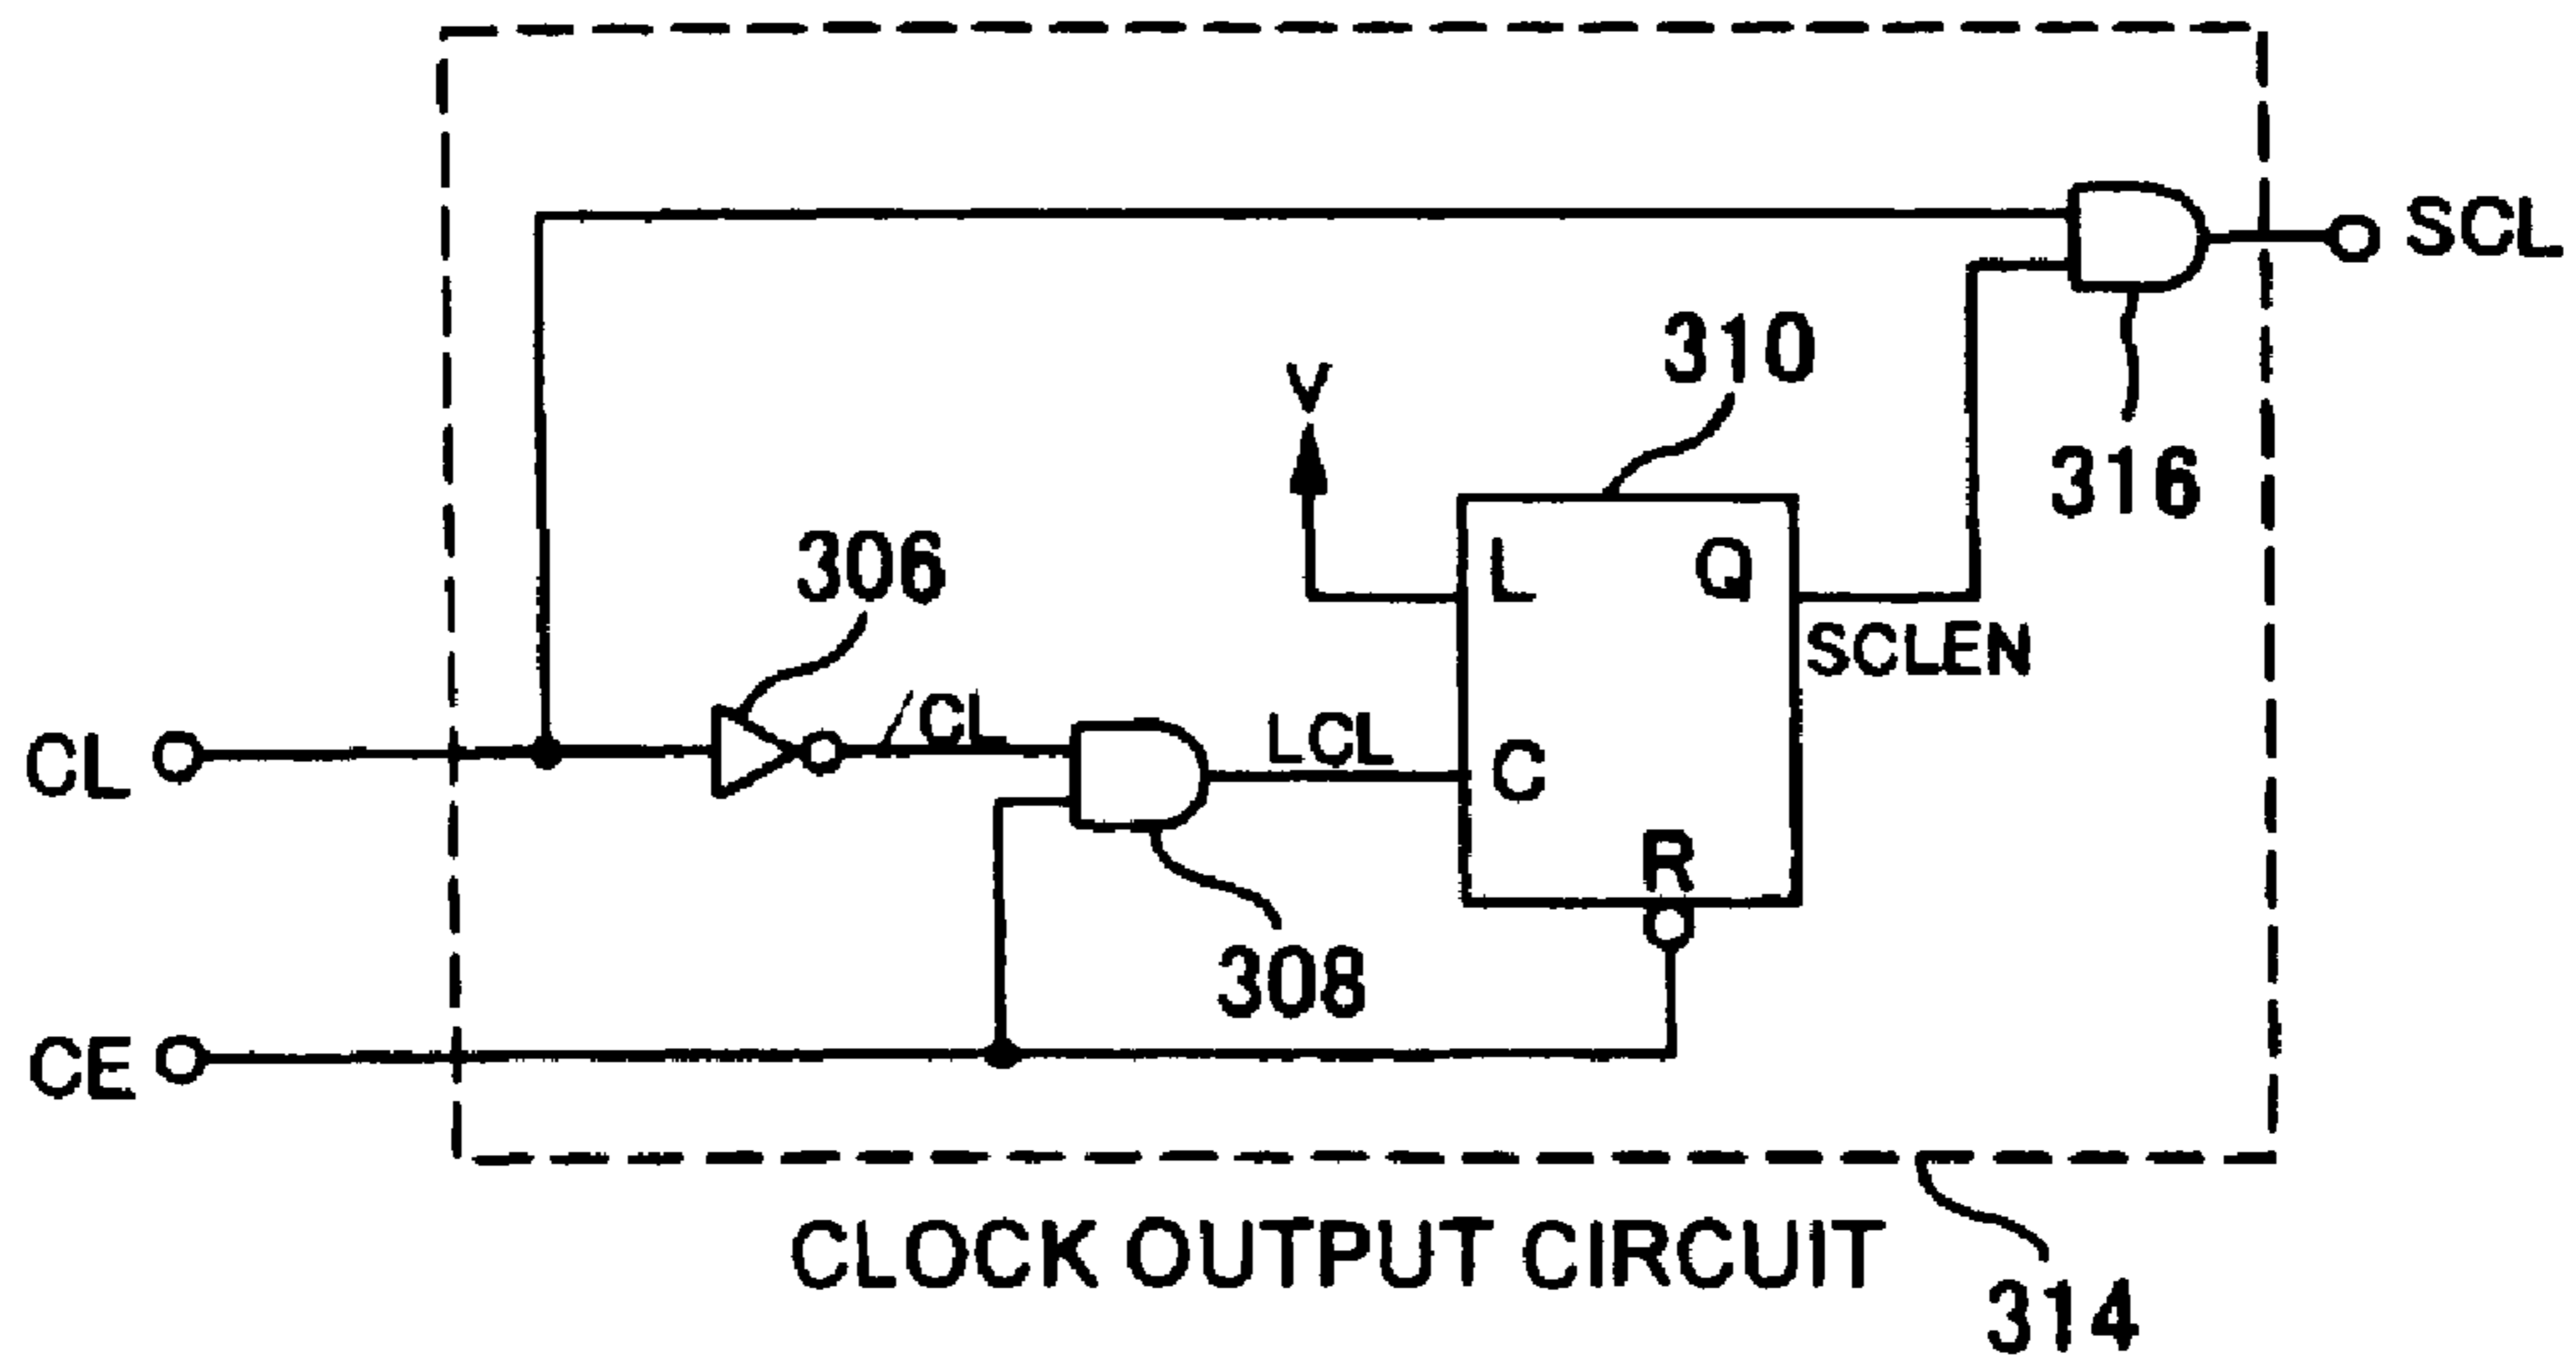 SCL
310
V
316
306
L
Q
SCLEN
/CL
LCL
CL
C
R
308
CE
CLOCK OUTPUT CIRCUIT
314